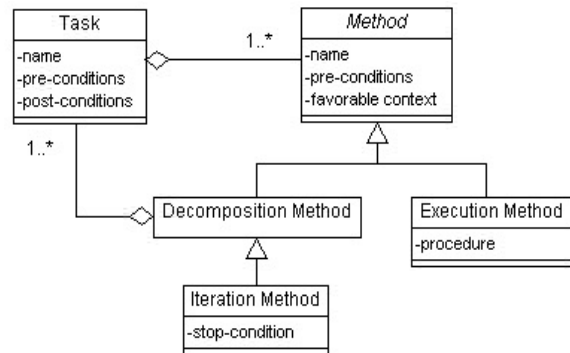 Task
-name
-pre-conditions
-post-conditions
1..*
Method
-name
-pre-conditions
-favorable context
1..*
Decomposition Method
Execution Method
-procedure
Iteration Method
-stop-condition